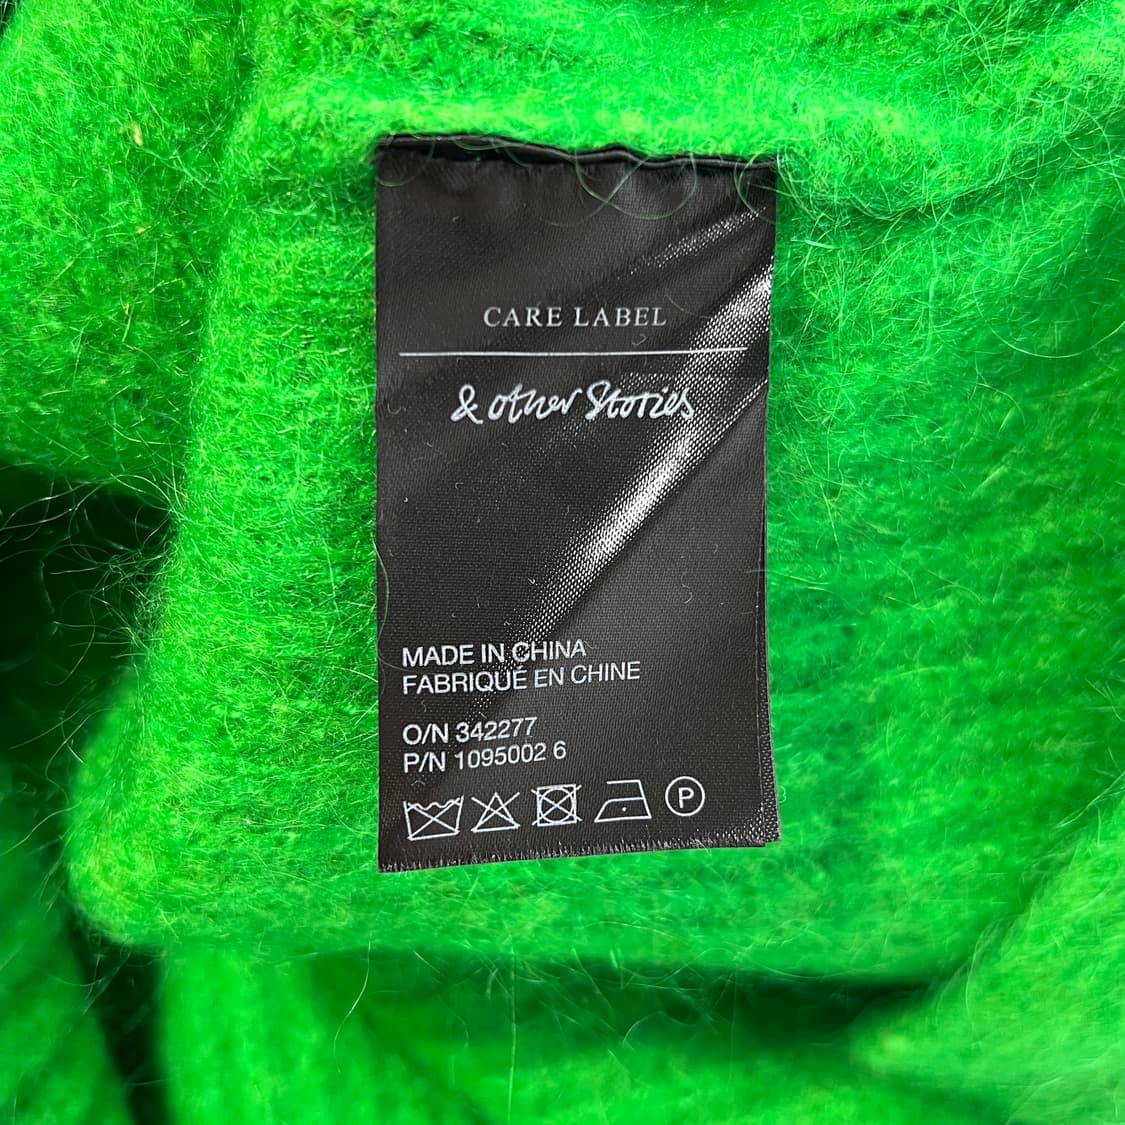 CARE LABEL
& other Stories
MADE IN CHINA
FABRIQUÉ EN CHINE
O/N 342277
P/N 1095002 6
P